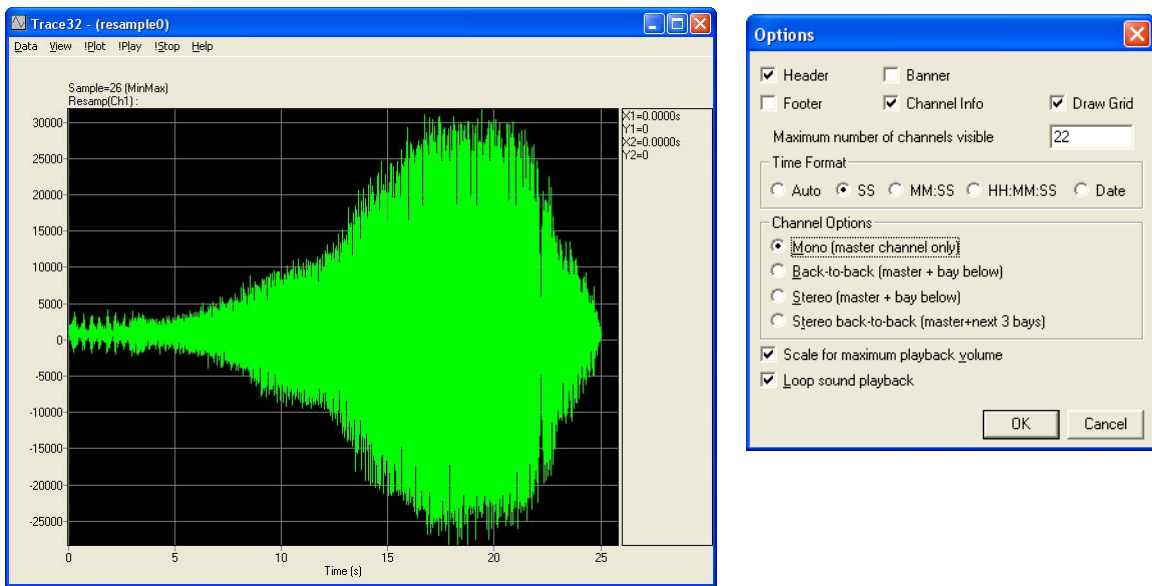 Trace32 - (resample0)
Data View !Plot !Play !Stop Help
Sample=26 (MinMax)
Resamp(Ch1) :
30000
25000
20000
15000
10000
5000
0
-5000
-10000
-15000
-20000
-25000
0 5 10 15 20 25
Time (s)
X1=0.0000s
Y1=0
X2=0.0000s
Y2=0
Options
Header Banner
Footer Channel Info Draw Grid
Maximum number of channels visible 22
Time Format
Auto SS MM:SS HH:MM:SS Date
Channel Options
Mono (master channel only)
Back-to-back (master + bay below)
Stereo (master + bay below)
Stereo back-to-back (master+next 3 bays)
Scale for maximum playback volume
Loop sound playback
OK Cancel